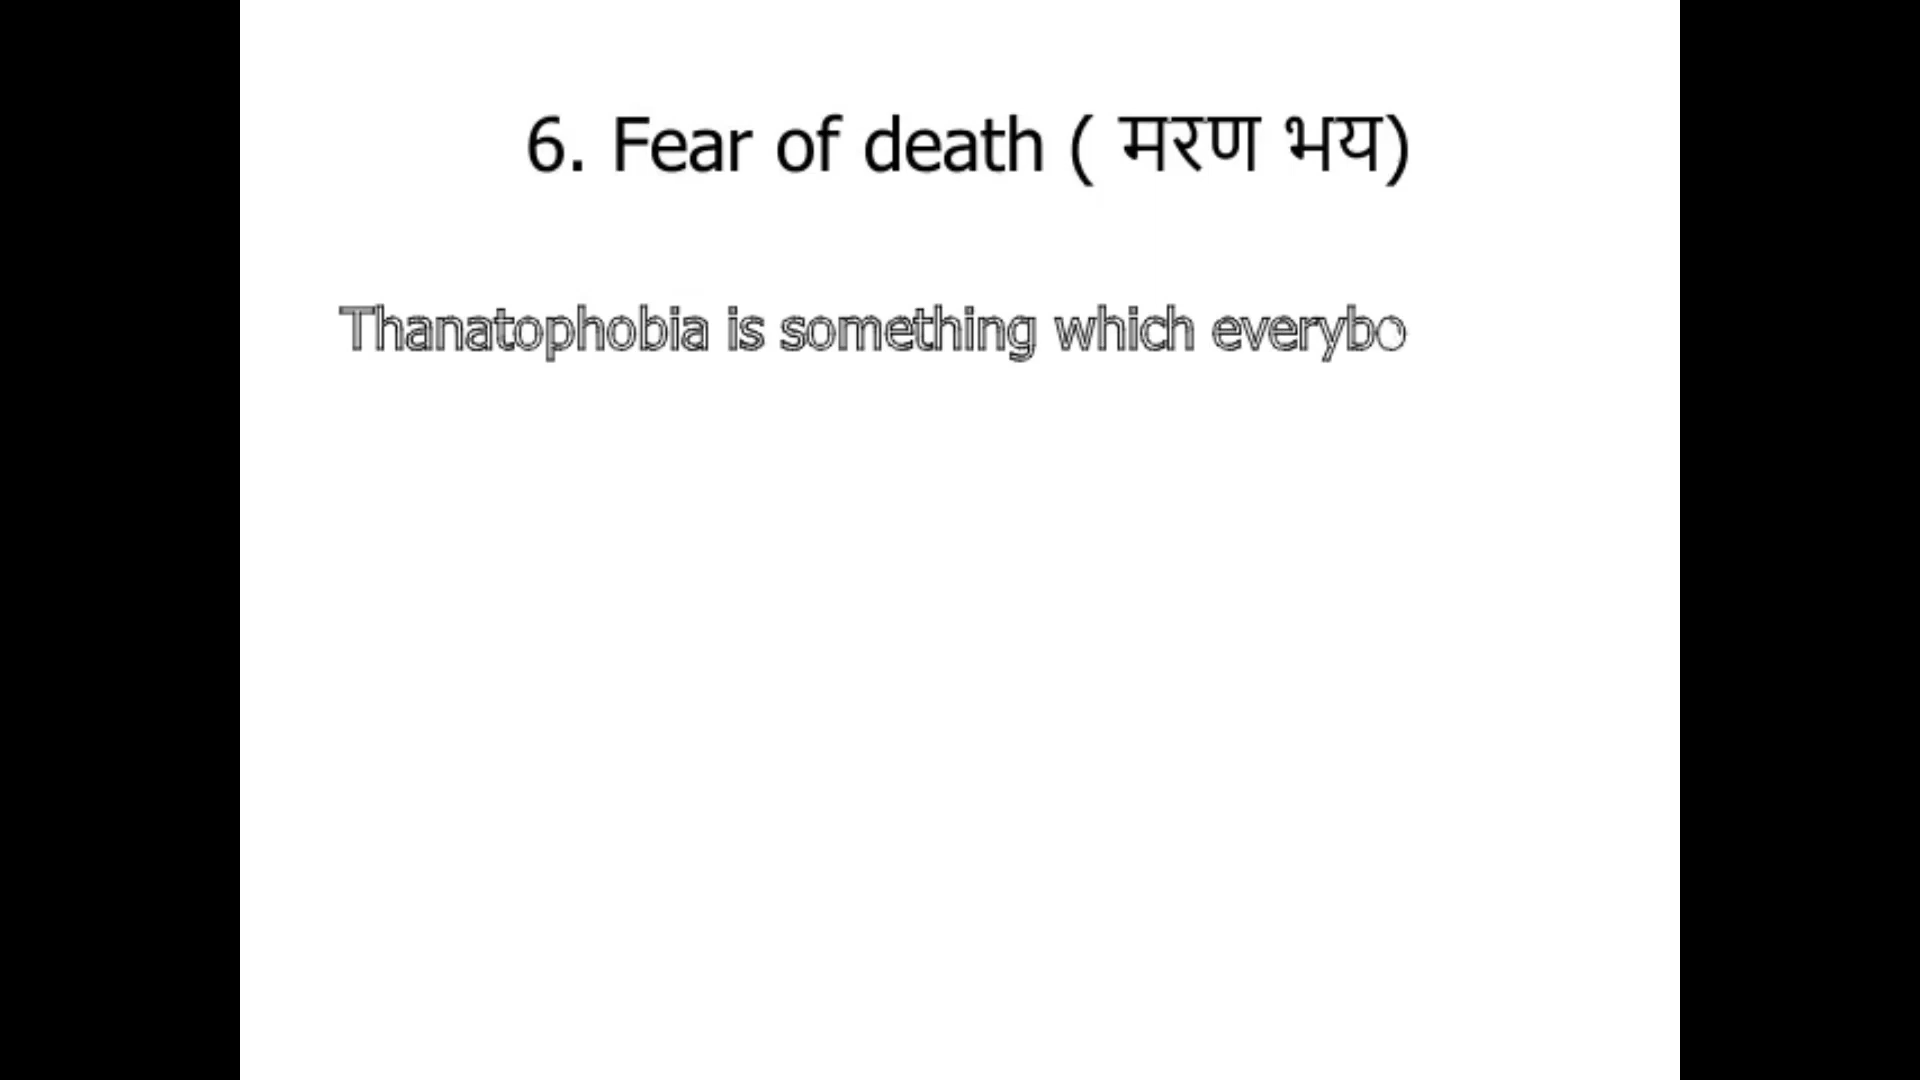 6. Fear of death ( मरण भय)
Thanatophobia is something which everybo